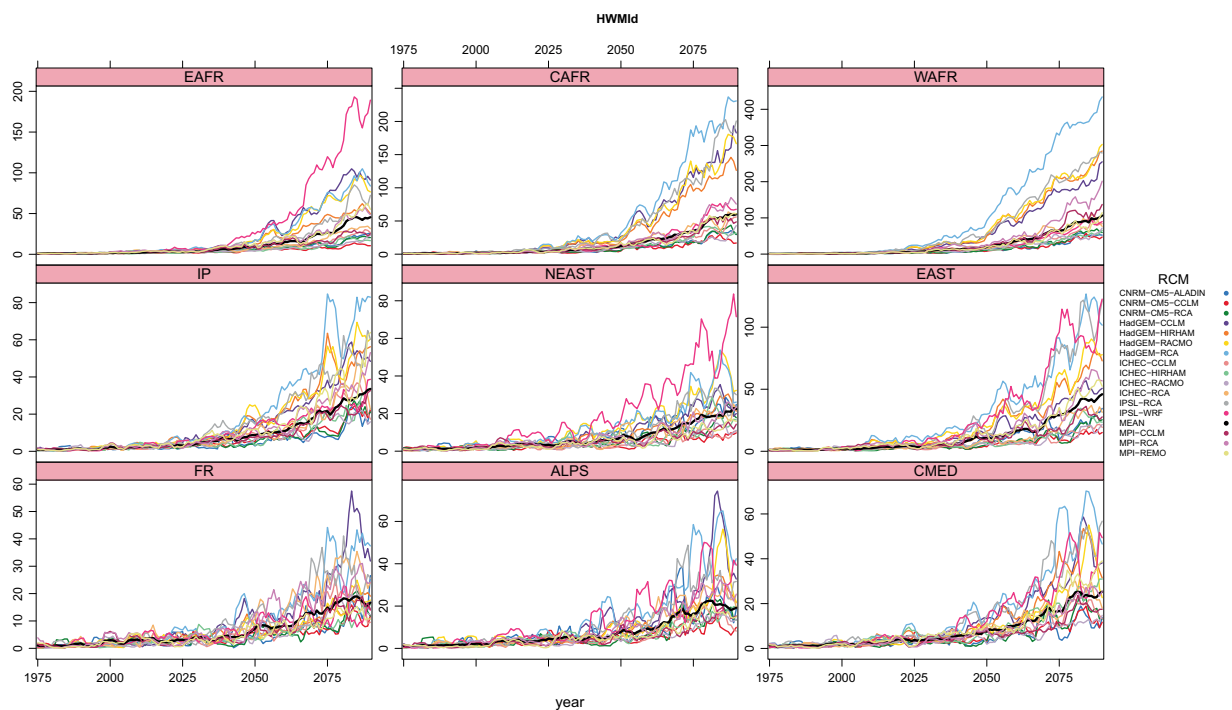 HWMId
1975 2000 2025 2050 2075
EAFR CAFR WAFR
0 50 100 150 200
0 50 100 150 200 250
0 100 200 300 400
IP NEAST EAST
0 20 40 60 80
0 20 40 60 80
0 50 100
FR ALPS CMED
0 10 20 30 40 50 60
0 20 40 60
0 20 40 60
1975 2000 2025 2050 2075
1975 2000 2025 2050 2075
year
RCM
CNRM−CM5−ALADIN
CNRM−CM5−CCLM
CNRM−CM5−RCA
HadGEM−CCLM
HadGEM−HIRHAM
HadGEM−RACMO
HadGEM−RCA
ICHEC−CCLM
ICHEC−HIRHAM
ICHEC−RACMO
ICHEC−RCA
IPSL−RCA
IPSL−WRF
MEAN
MPI−CCLM
MPI−RCA
MPI−REMO